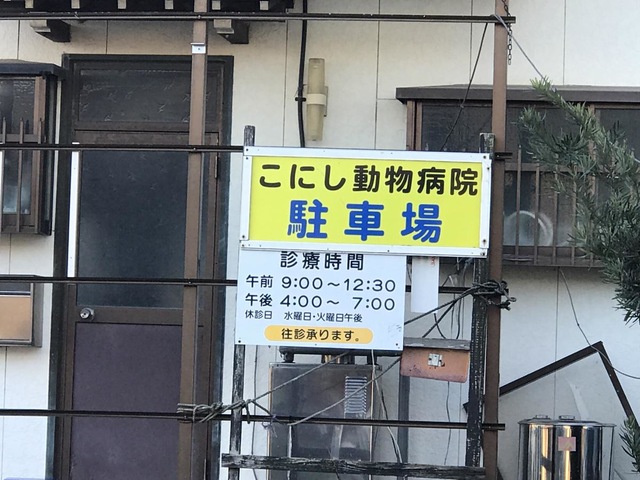 こにし動物病院
駐車場
診療時間
午前 9:00～12:30
午後 4:00～ 7:00
休診日 水曜日・火曜日午後
往診承ります。